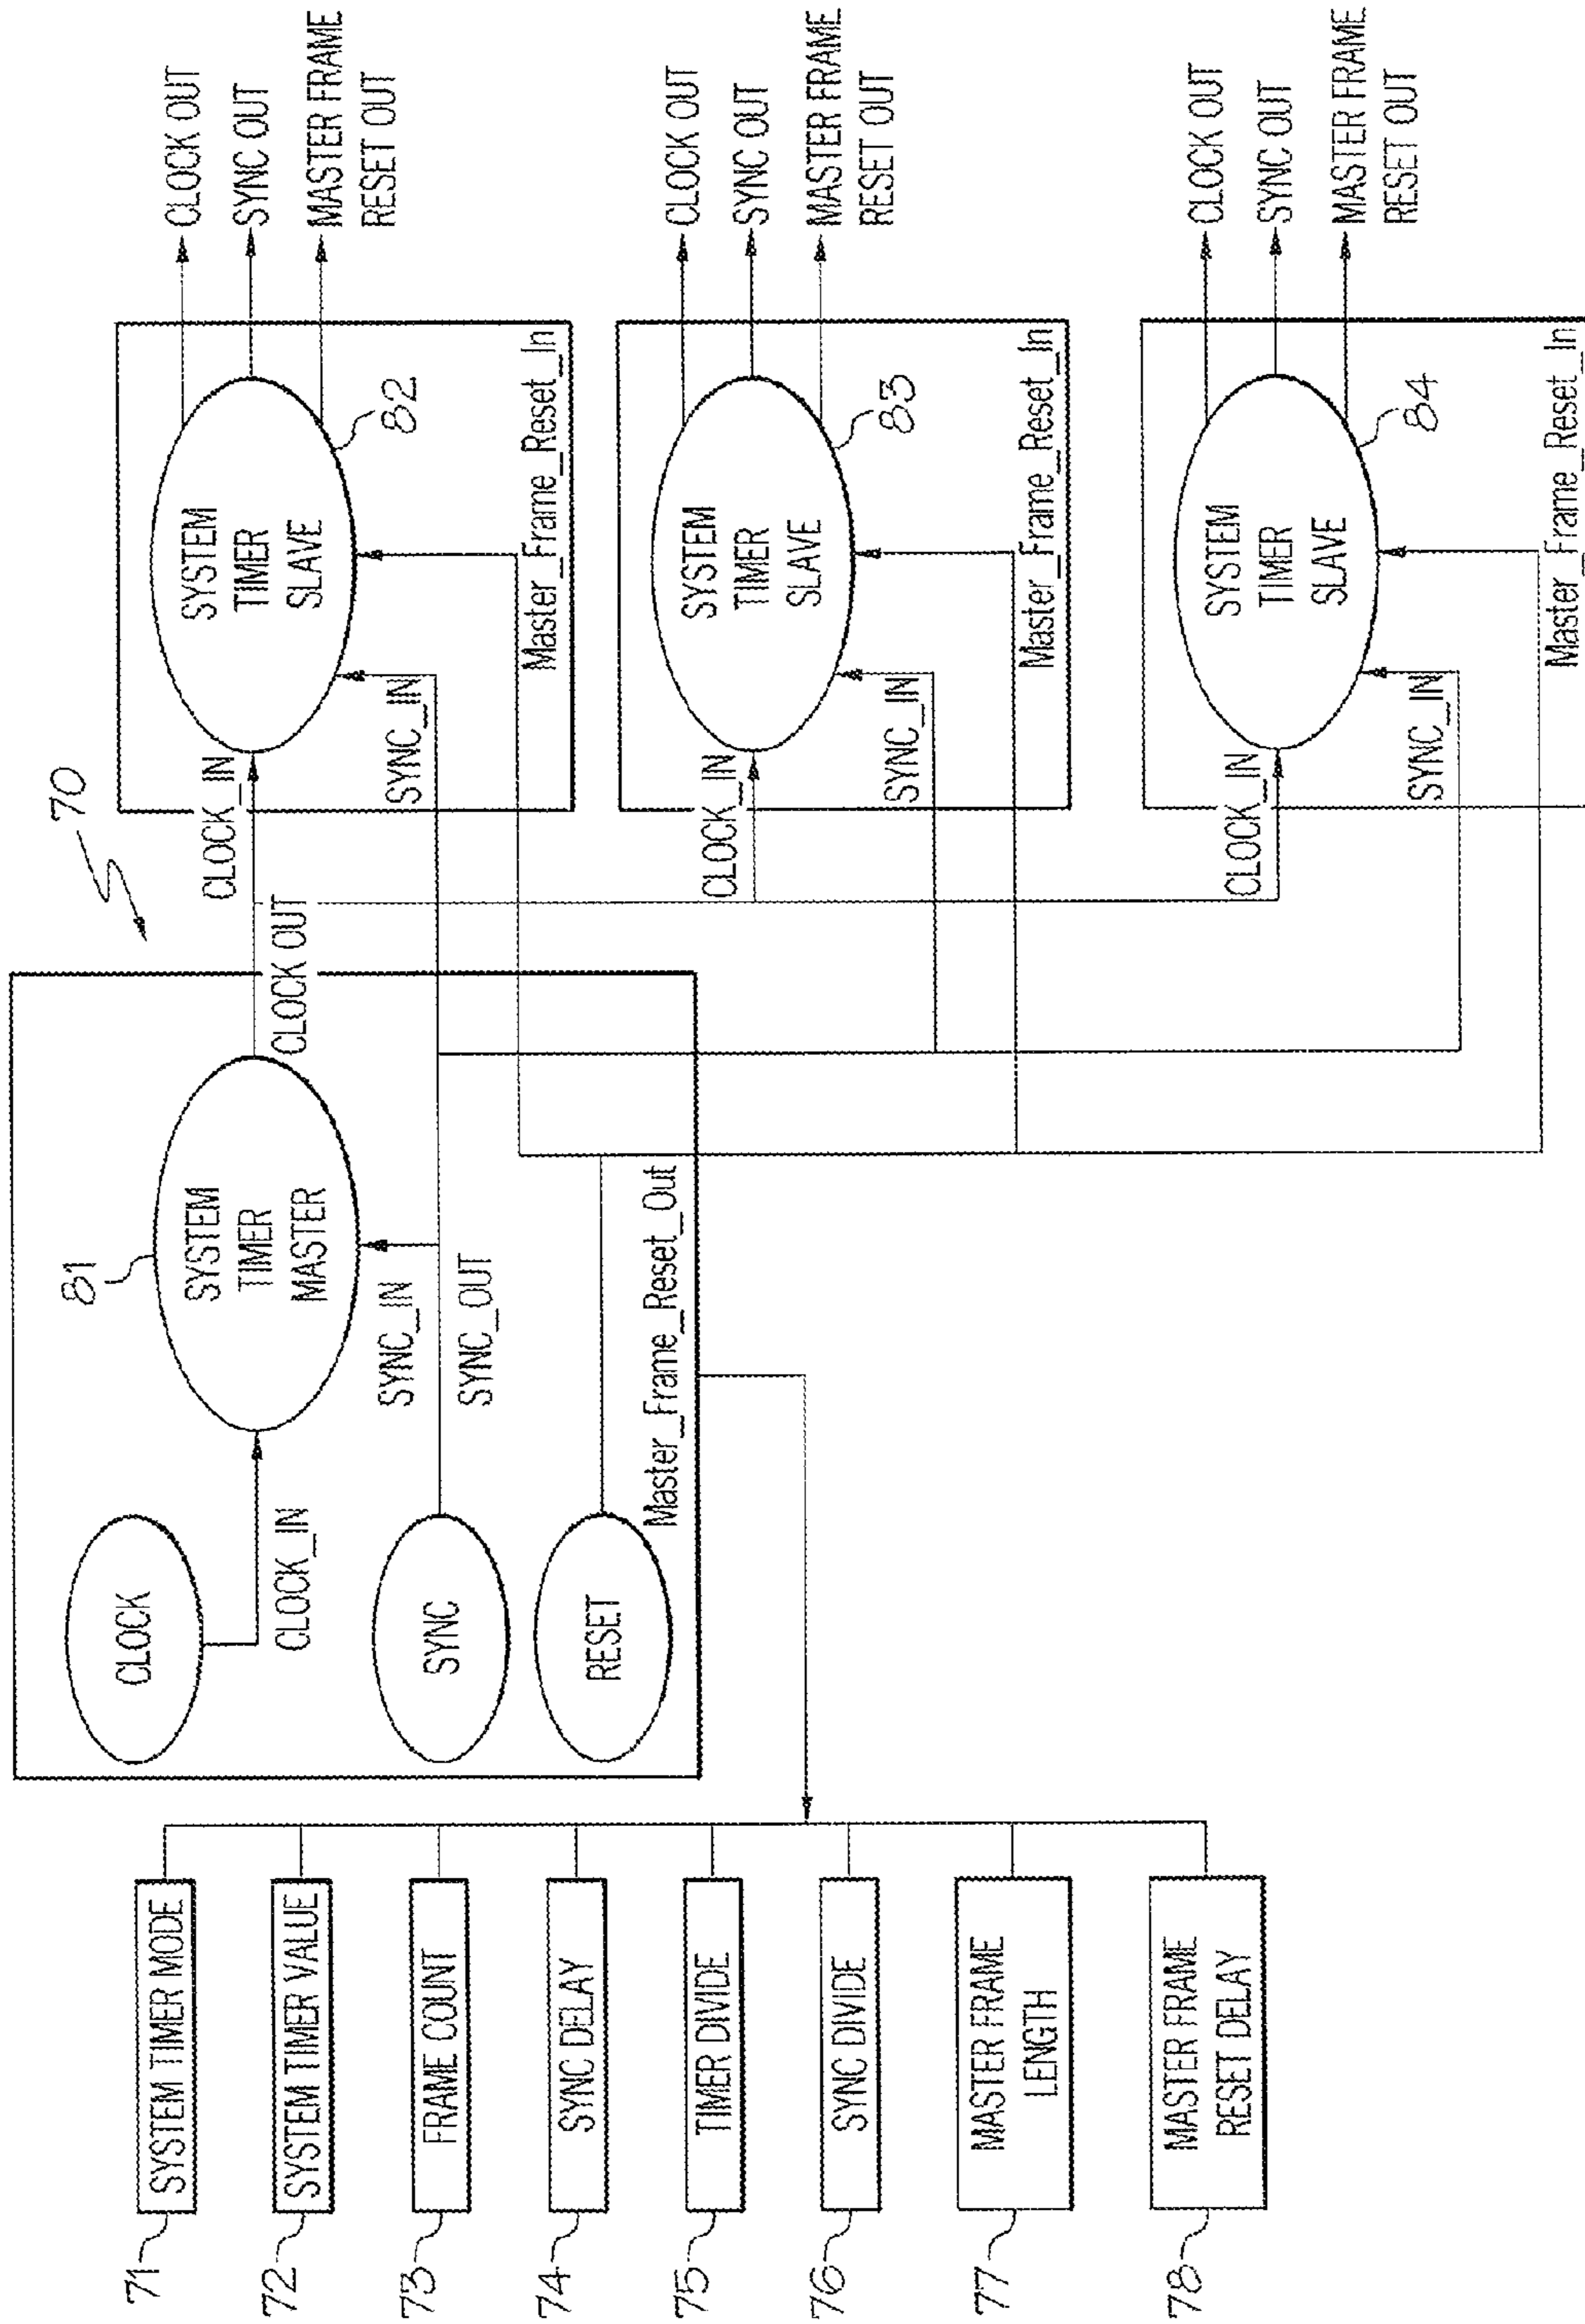 70
71
SYSTEM TIMER MODE
72
SYSTEM TIMER VALUE
73
FRAME COUNT
74
SYNC DELAY
75
TIMER DIVIDE
76
SYNC DIVIDE
77
MASTER FRAME
LENGTH
78
MASTER FRAME
RESET DELAY
CLOCK
CLOCK_IN
SYNC
RESET
81
SYSTEM
TIMER
MASTER
SYNC_IN
SYNC_OUT
Master_Frame_Reset_Out
CLOCK OUT
CLOCK_IN
SYSTEM
TIMER
SLAVE
82
SYNC_IN
Master_Frame_Reset_In
CLOCK OUT
SYNC OUT
MASTER FRAME
RESET OUT
CLOCK_IN
SYSTEM
TIMER
SLAVE
83
SYNC_IN
Master_Frame_Reset_In
CLOCK OUT
SYNC OUT
MASTER FRAME
RESET OUT
CLOCK_IN
SYSTEM
TIMER
SLAVE
84
SYNC_IN
Master_Frame_Reset_In
CLOCK OUT
SYNC OUT
MASTER FRAME
RESET OUT